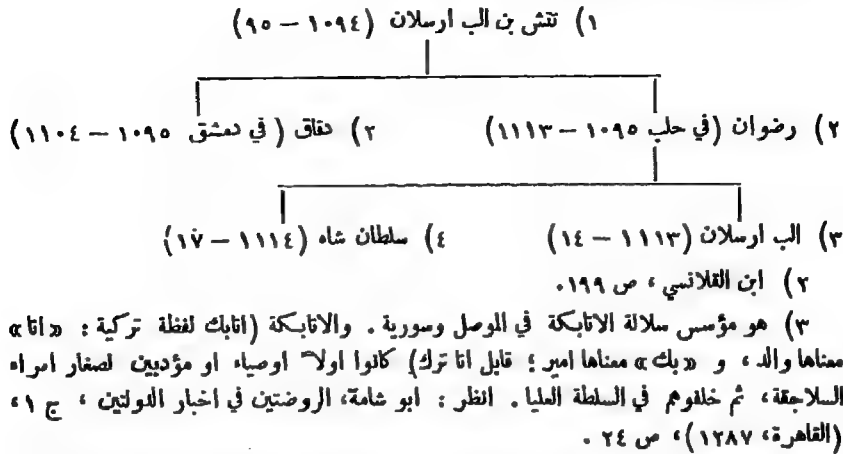 ١) تتش بن الب ارسلان (١٠٩٤ – ٩٥)
٢) رضوان (في حلب ١٠٩٥ – ١١١٣) ٢) دقاق (في دمشق ١٠٩٥ – ١١٠٤)
٣) الب ارسلان (١١١٣ – ١٤) ٤) سلطان شاه (١١١٤ – ١٧)
٢) ابن القلانسي ، ص ١٩٩.
٣) هو مؤسس سلالة الاتابكة في الموصل وسورية . والاتابكة (اتابك لفظة تركية : «اتا»
معناها والد ، و «بك» معناها امير ؛ قابل اتا ترك) كانوا اولاً اوصياء او مؤدبين لصغار امراء
السلاجقة ، ثم خلفوهم في السلطة العليا . انظر : ابو شامة ، الروضتين في اخبار الدولتين ، ج ١ ،
(القاهرة ، ١٢٨٧) ، ص ٢٤ .